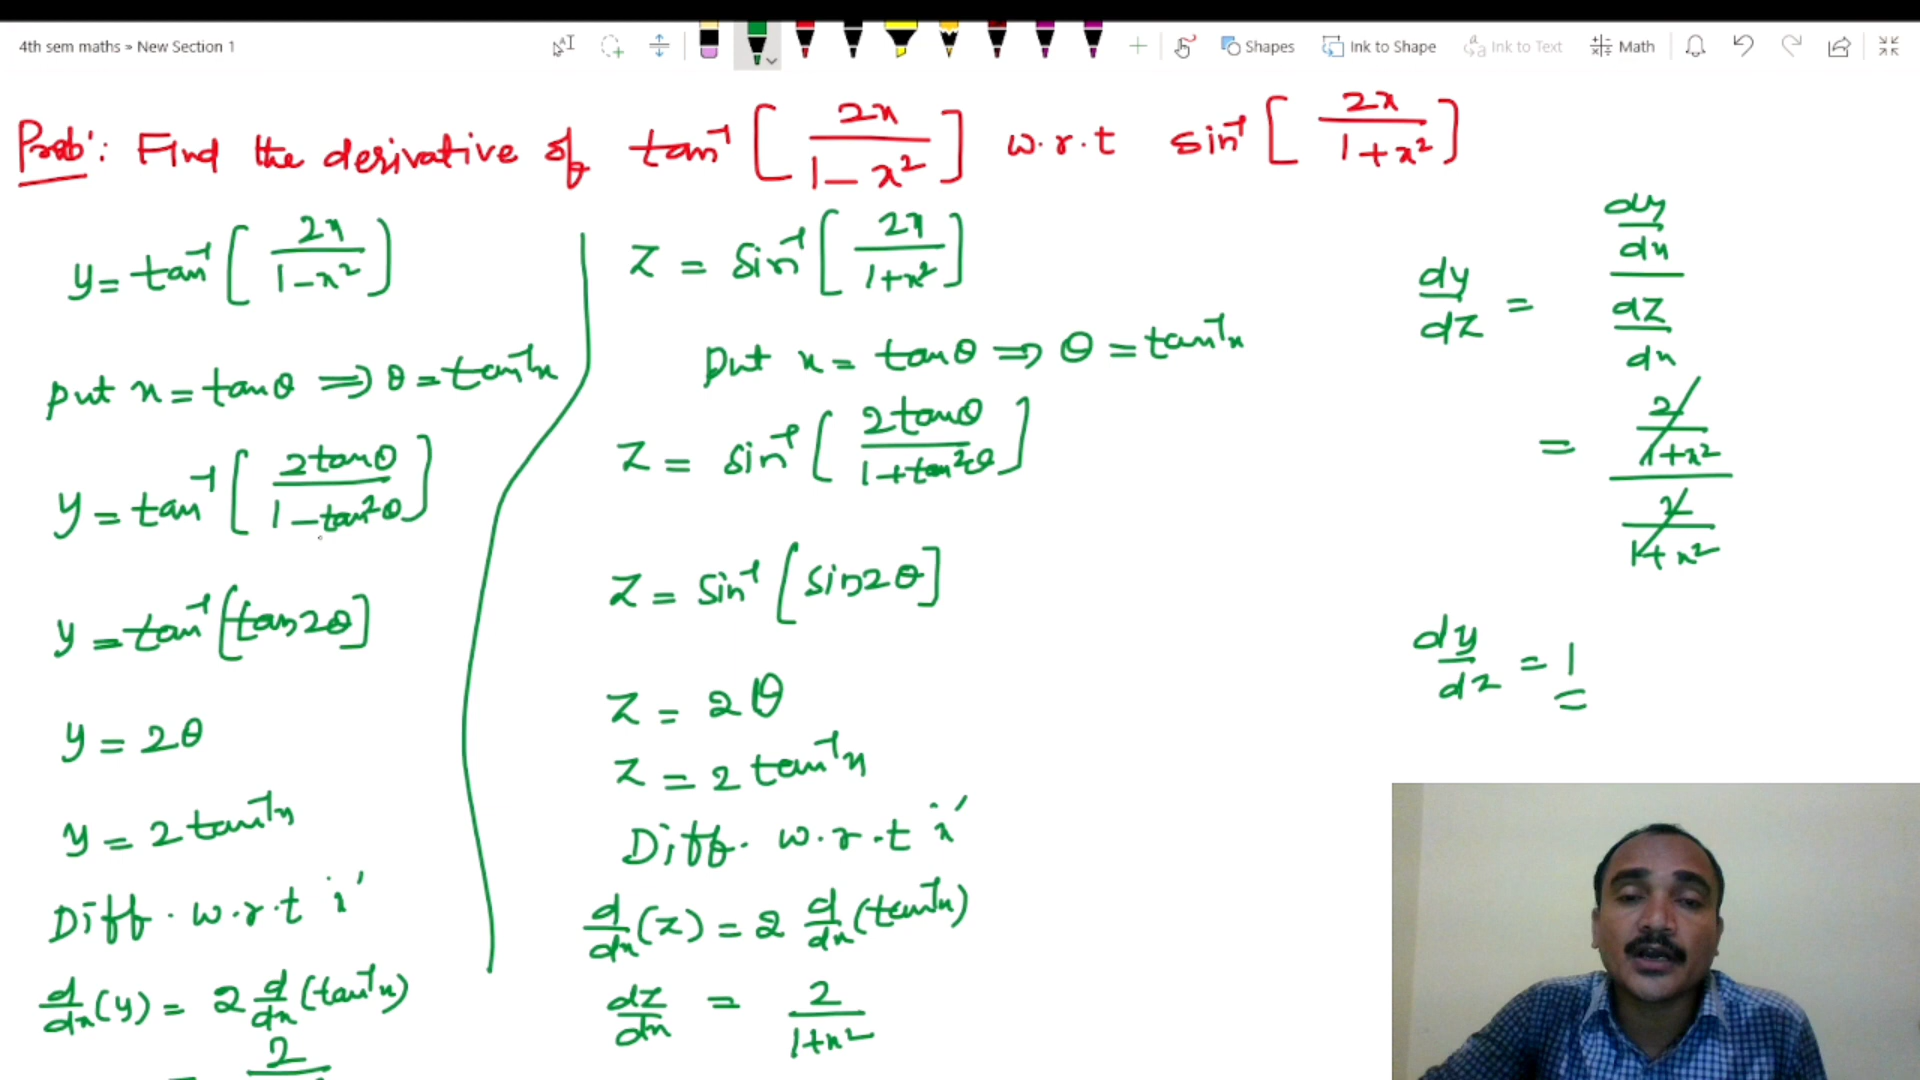 4th sem maths » New Section 1
Shapes Ink to Shape Ink to Text Math
Prob: Find the derivative of tan⁻¹ [2x/(1-x²)] w.r.t sin⁻¹ [2x/(1+x²)]
y = tan⁻¹ [2x/(1-x²)]
put x = tanθ ⇒ θ = tan⁻¹x
y = tan⁻¹ [2tanθ/(1-tan²θ)]
y = tan⁻¹ [tan2θ]
y = 2θ
y = 2 tan⁻¹x
Diff. w.r.t 'x'
d/dx (y) = 2 d/dx (tan⁻¹x)
= 2
z = sin⁻¹ [2x/(1+x²)]
put x = tanθ ⇒ θ = tan⁻¹x
z = sin⁻¹ [2tanθ/(1+tan²θ)]
z = sin⁻¹ [sin2θ]
z = 2θ
z = 2 tan⁻¹x
Diff. w.r.t 'x'
d/dx (z) = 2 d/dx (tan⁻¹x)
dz/dx = 2/(1+x²)
dy/dz = (dy/dx)/(dz/dx)
= (2/(1+x²))/(2/(1+x²))
dy/dz = 1